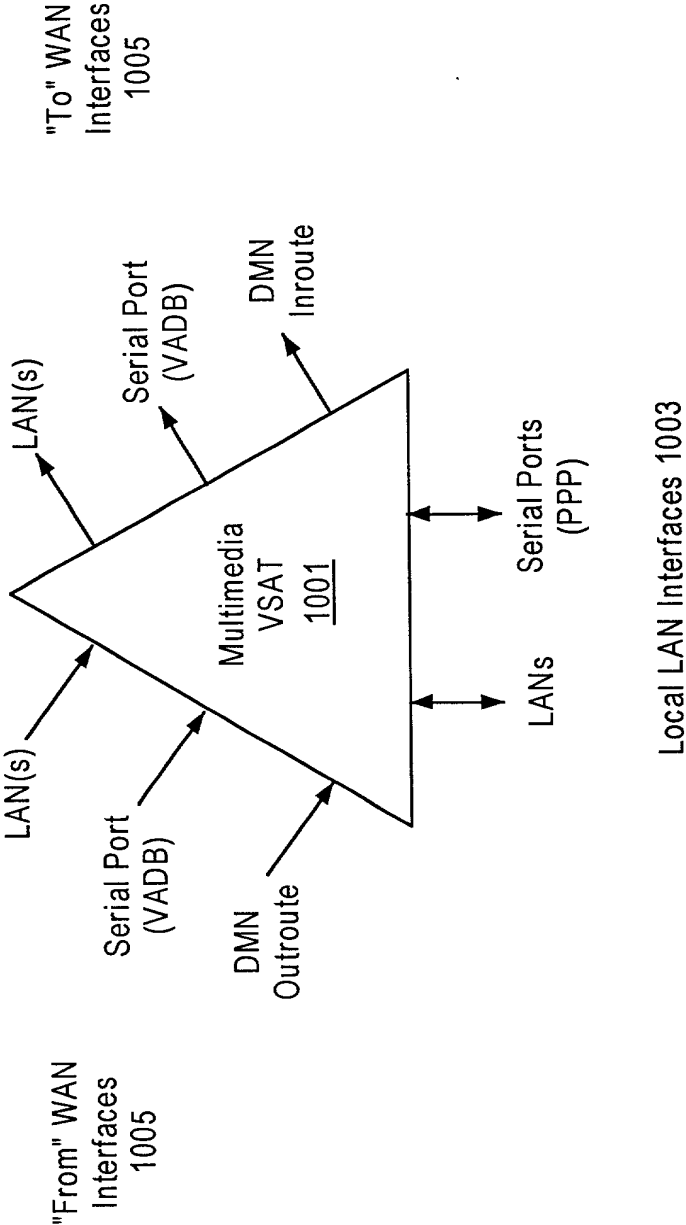 "From" WAN
Interfaces
1005
"To" WAN
Interfaces
1005
LAN(s)
LAN(s)
Serial Port
(VADB)
Serial Port
(VADB)
DMN
Outroute
DMN
Inroute
Multimedia
VSAT
1001
LANs
Serial Ports
(PPP)
Local LAN Interfaces 1003